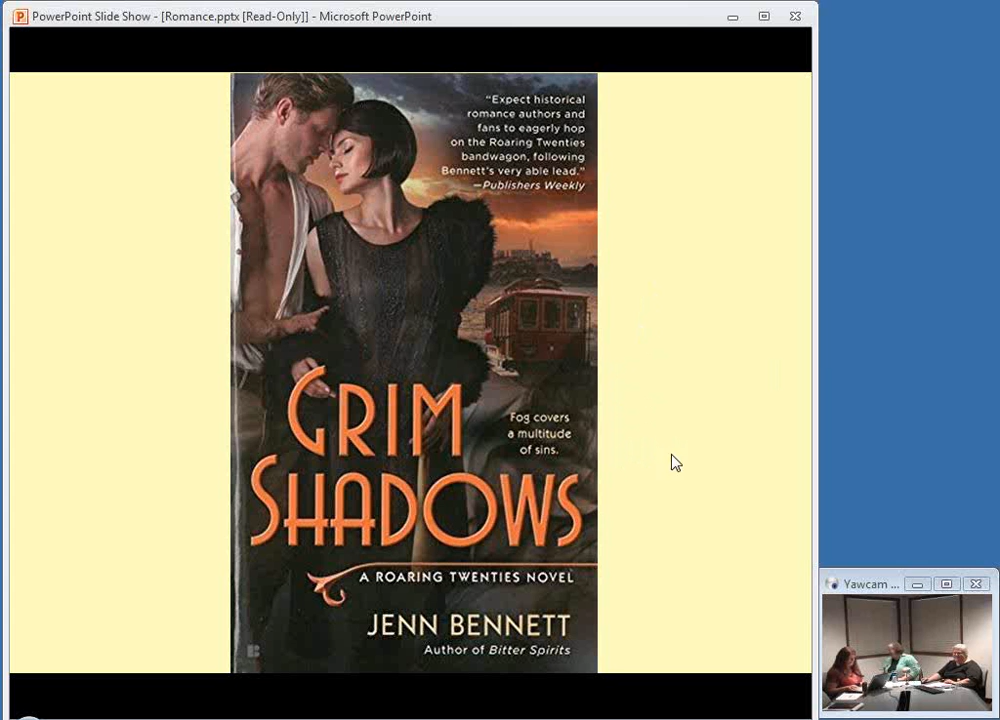 PowerPoint Slide Show - [Romance.pptx [Read-Only]] - Microsoft PowerPoint
"Expect historical
romance authors and
fans to eagerly hop
on the Roaring Twenties
bandwagon, following
Bennett's very able lead."
—Publishers Weekly
GRIM
SHADOWS
Fog covers
a multitude
of sins.
A ROARING TWENTIES NOVEL
JENN BENNETT
Author of Bitter Spirits
Yawcam ...